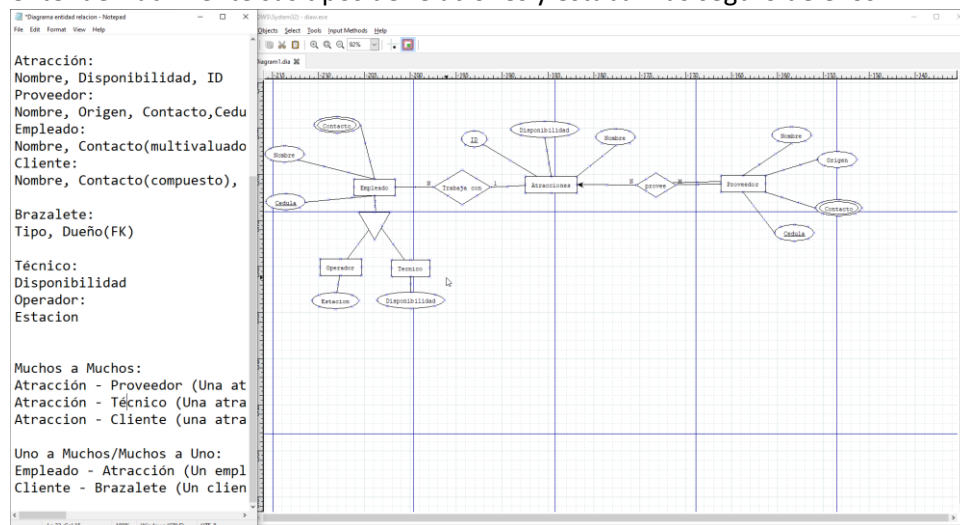 *Diagrama entidad relacion - Notepad
File Edit Format View Help
Atracción:
Nombre, Disponibilidad, ID
Proveedor:
Nombre, Origen, Contacto,Cedu
Empleado:
Nombre, Contacto(multivaluado
Cliente:
Nombre, Contacto(compuesto),
Brazalete:
Tipo, Dueño(FK)
Técnico:
Disponibilidad
Operador:
Estacion
Muchos a Muchos:
Atracción - Proveedor (Una at
Atracción - Técnico (Una atra
Atraccion - Cliente (una atra
Uno a Muchos/Muchos a Uno:
Empleado - Atracción (Un empl
Cliente - Brazalete (Un clien
Objects Select Tools Input Methods Help
82%
Diagram1.dia
Contacto
Nombre
Cedula
Empleado
N
Trabaja con
1
ID
Disponibilidad
Nombre
Atracciones
N
provee
M
Proveedor
Nombre
Origen
Contacto
Cedula
Operador
Tecnico
Estacion
Disponibilidad